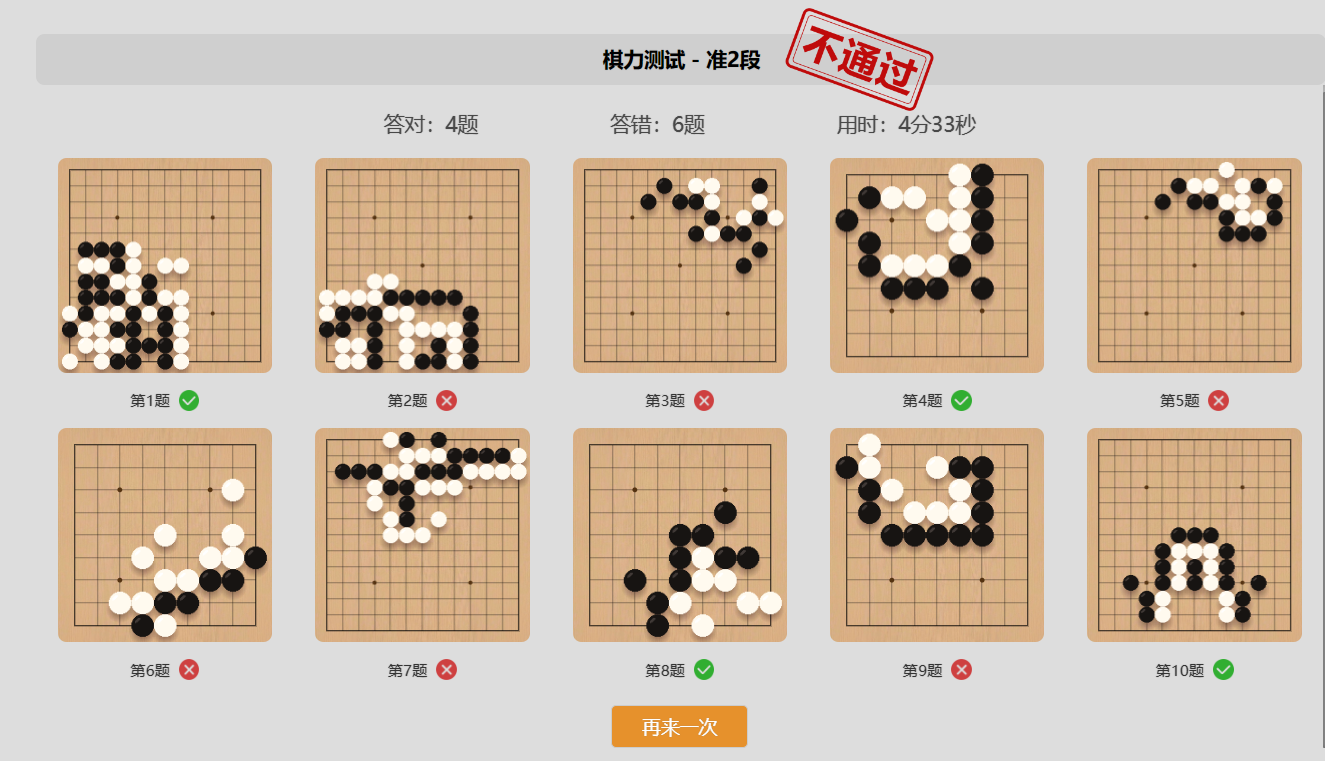 棋力测试 - 准2段
不通过
答对：4题 答错：6题 用时：4分33秒
第1题 第2题 第3题 第4题 第5题
第6题 第7题 第8题 第9题 第10题
再来一次